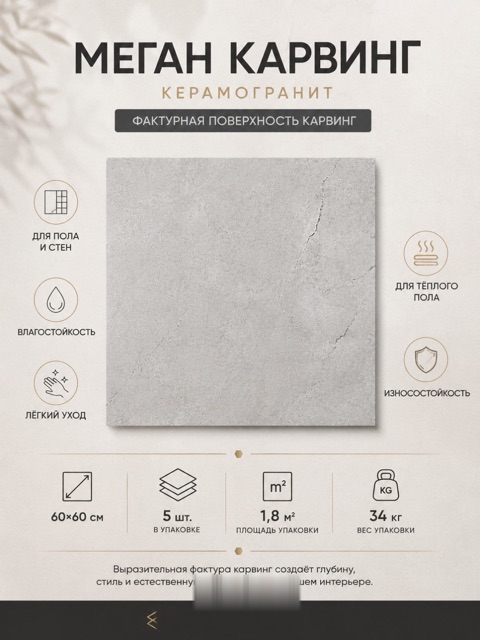 МЕГАН КАРВИНГ
КЕРАМОГРАНИТ
ФАКТУРНАЯ ПОВЕРХНОСТЬ КАРВИНГ
ДЛЯ ПОЛА
И СТЕН
ВЛАГОСТОЙКОСТЬ
ЛЁГКИЙ УХОД
ДЛЯ ТЁПЛОГО
ПОЛА
ИЗНОСОСТОЙКОСТЬ
60×60 см
5 шт.
В УПАКОВКЕ
m²
1,8 м²
ПЛОЩАДЬ УПАКОВКИ
KG
34 кг
ВЕС УПАКОВКИ
Выразительная фактура карвинг создаёт глубину,
стиль и интерьере.